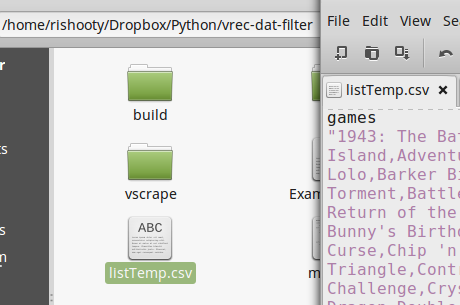 /home/rishooty/Dropbox/Python/vrec-dat-filter
build
vscrape
Exam
ABC
listTemp.csv
File Edit View Se
listTemp.csv
games
"1943: The Bat
Island,Adventu
Lolo,Barker Bi
Torment,Battle
Return of the
Bunny's Birtho
Curse,Chip 'n
Triangle,Cont
Challenge,Crys